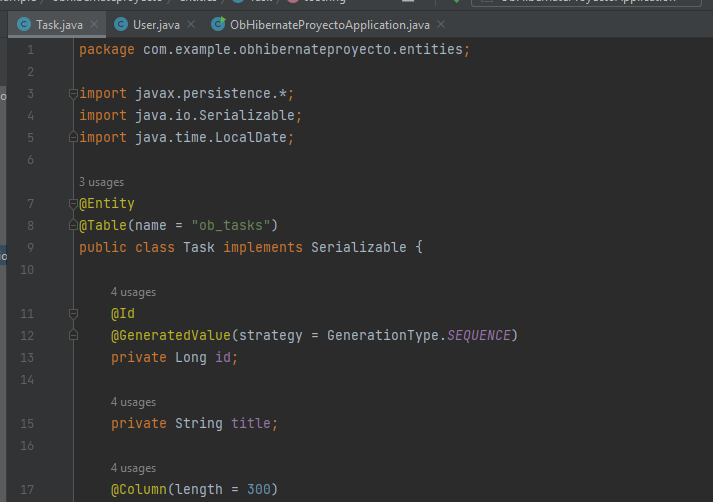 Task.java User.java ObHibernateProyectoApplication.java
1 package com.example.obhibernateproyecto.entities;
2
3 import javax.persistence.*;
4 import java.io.Serializable;
5 import java.time.LocalDate;
6
3 usages
7 @Entity
8 @Table(name = "ob_tasks")
9 public class Task implements Serializable {
10
4 usages
11 @Id
12 @GeneratedValue(strategy = GenerationType.SEQUENCE)
13 private Long id;
14
4 usages
15 private String title;
16
4 usages
17 @Column(length = 300)